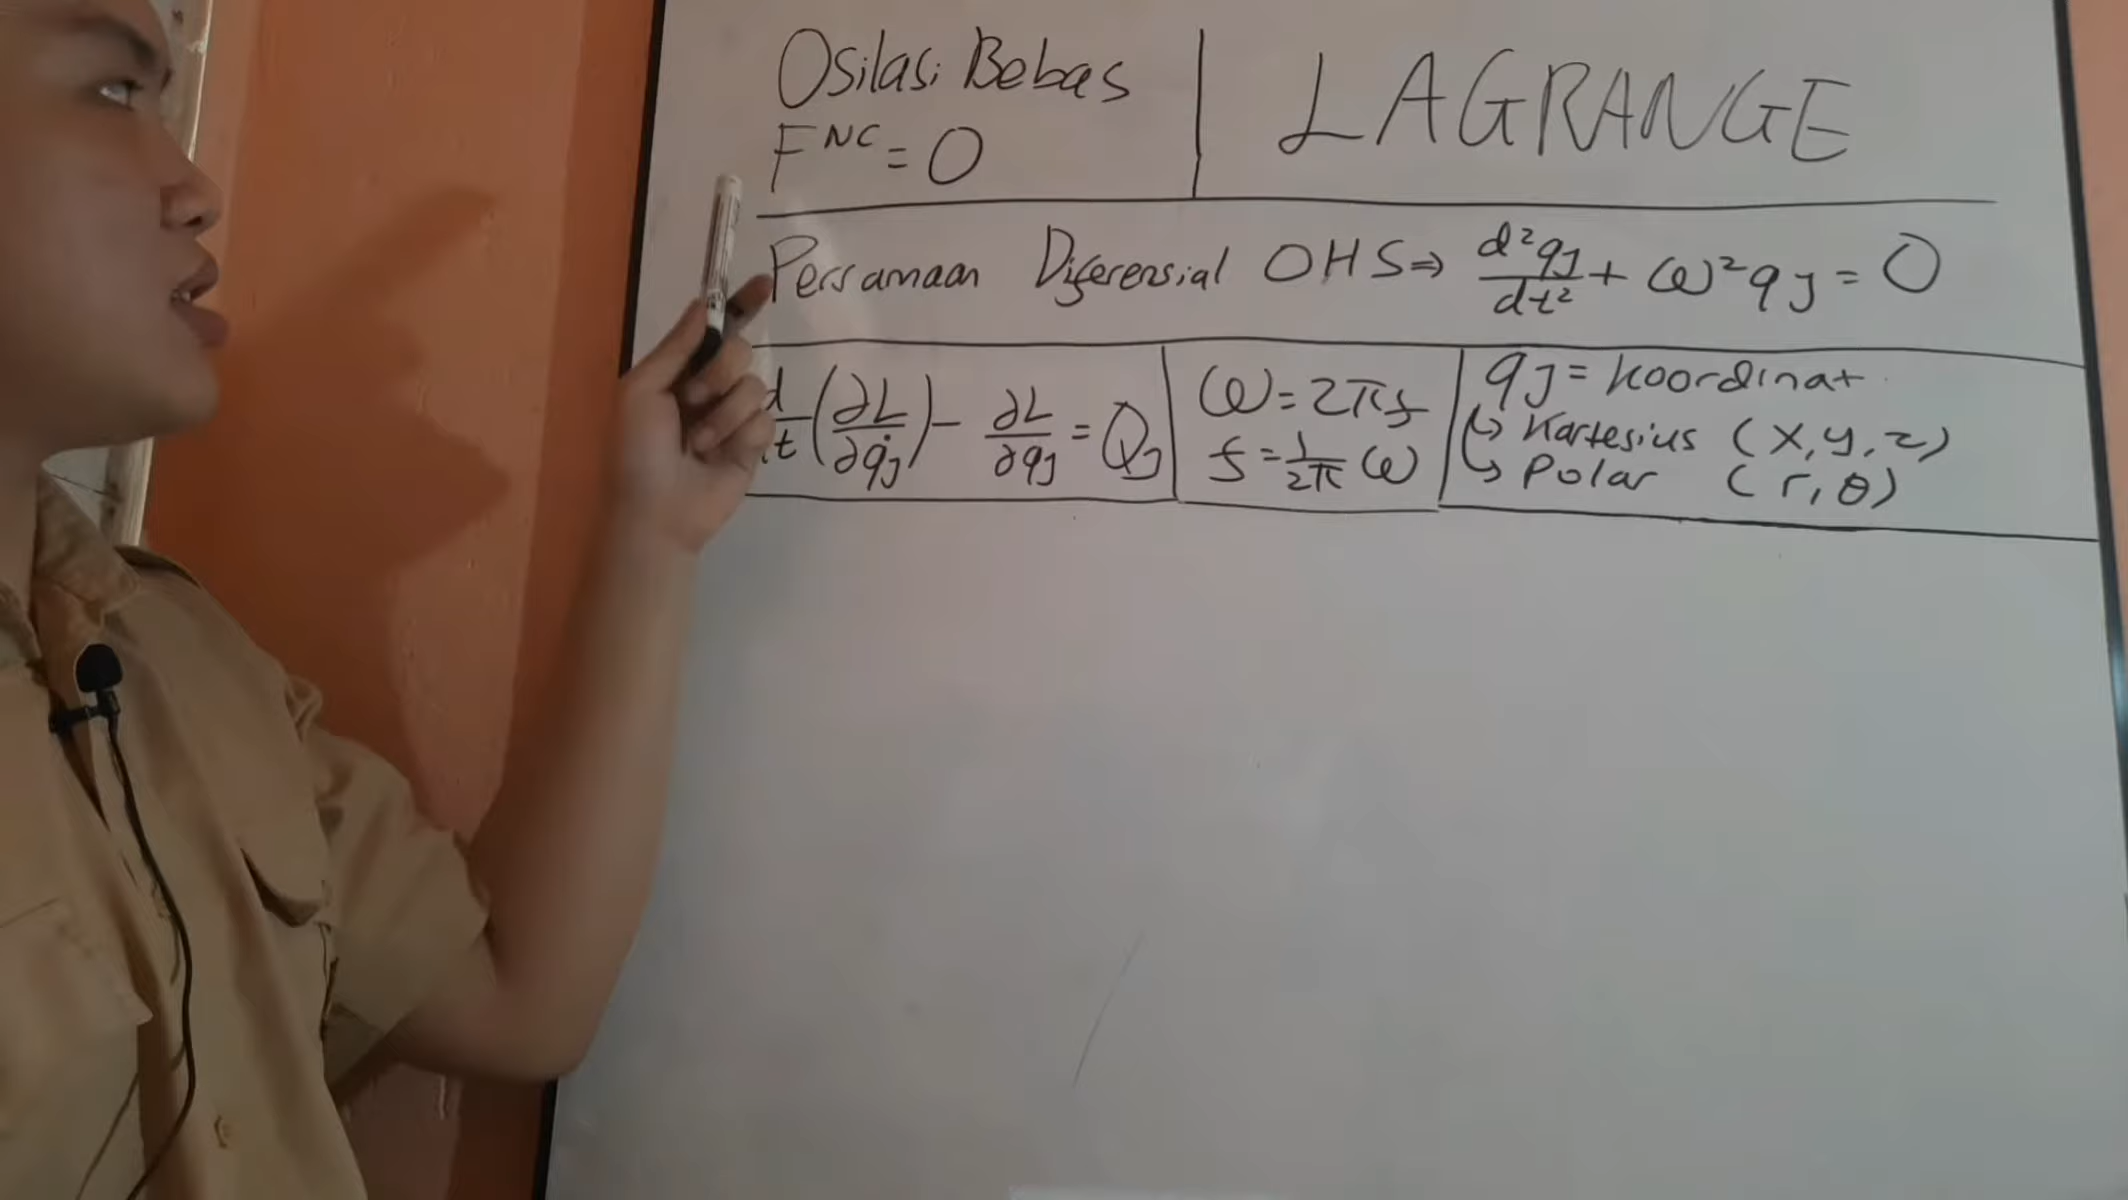 Osilasi Bebas
F^NC = 0
LAGRANGE
Persamaan Diferensial OHS ⇒ d²qj/dt² + ω²qj = 0
d/t (∂L/∂q̇j) - ∂L/∂qj = Qj
ω = 2πf
f = 1/2π ω
qj = koordinat
↳ Kartesius (x, y, z)
↳ Polar (r, θ)